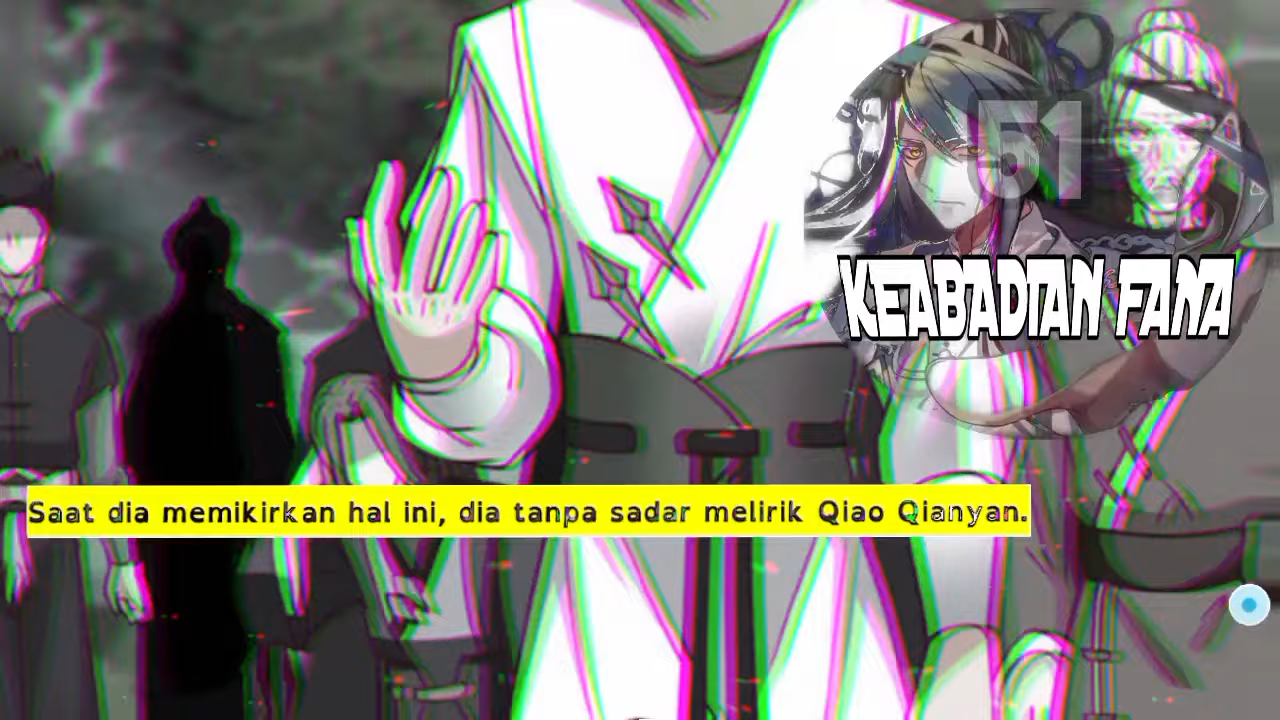 51
KEABADIAN FANA
Saat dia memikirkan hal ini, dia tanpa sadar melirik Qiao Qianyan.